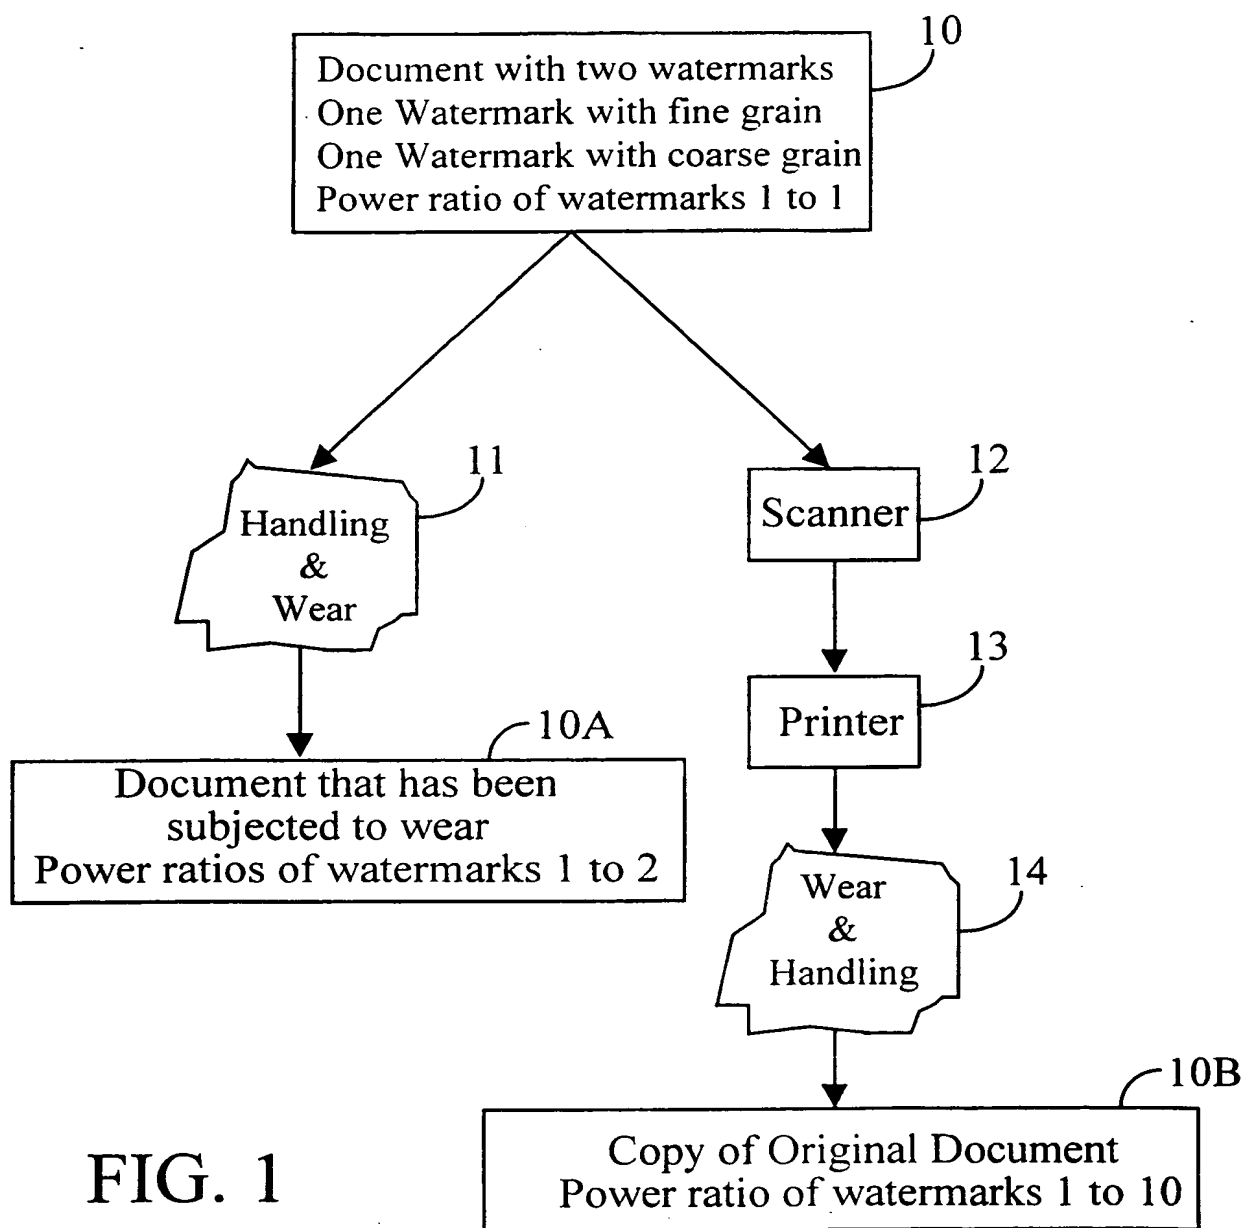 10
Document with two watermarks
One Watermark with fine grain
One Watermark with coarse grain
Power ratio of watermarks 1 to 1
11
Handling
&
Wear
12
Scanner
13
Printer
10A
Document that has been
subjected to wear
Power ratios of watermarks 1 to 2
14
Wear
&
Handling
10B
Copy of Original Document
Power ratio of watermarks 1 to 10
FIG. 1